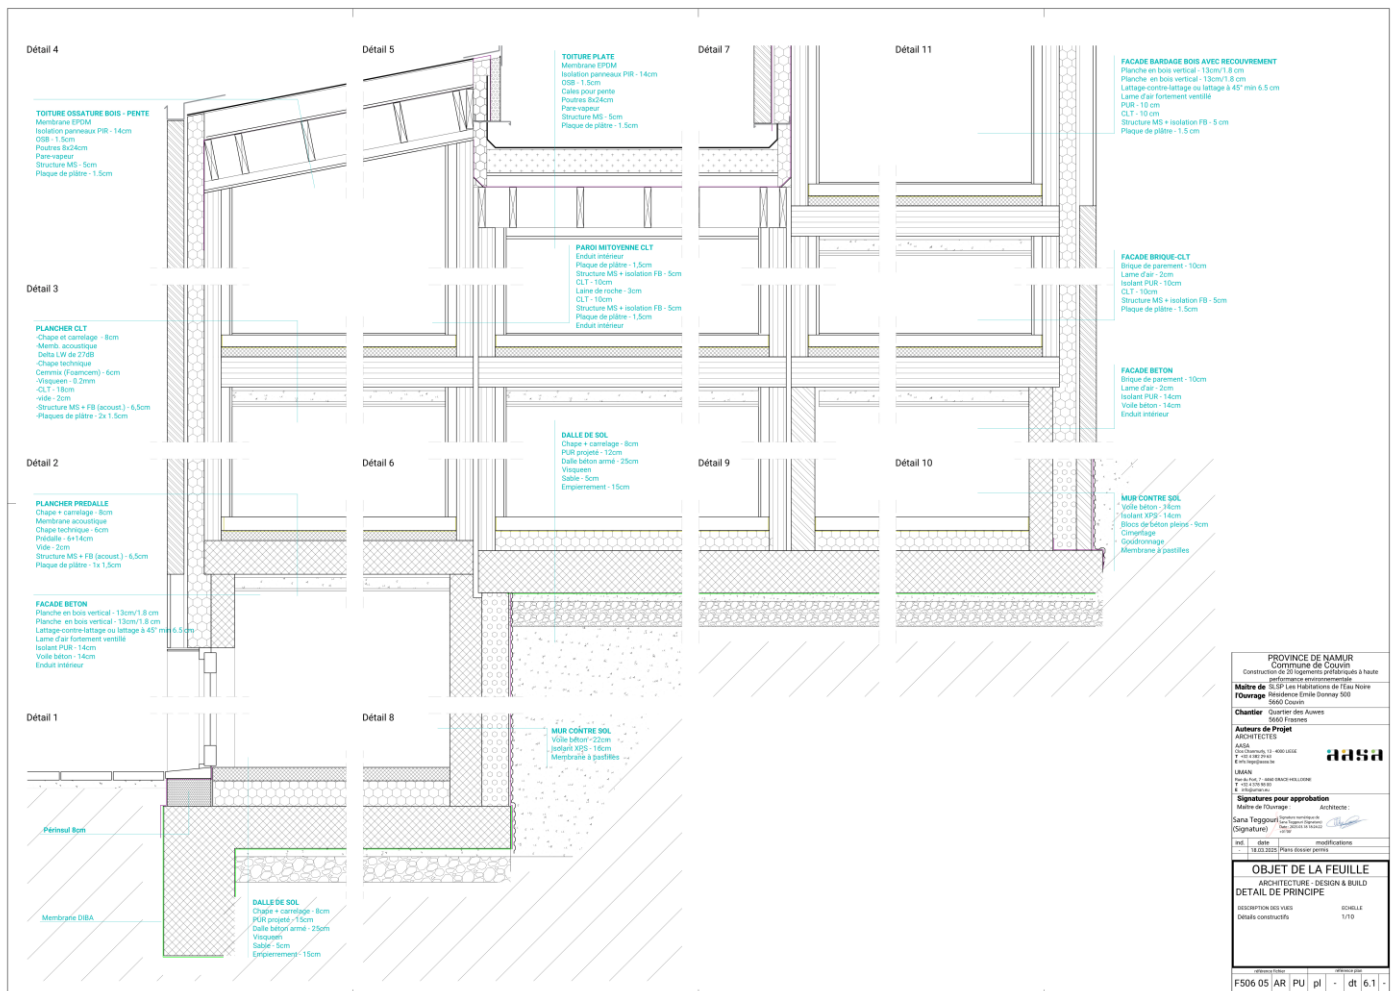 Détail 4
Détail 5
Détail 7
Détail 11
TOITURE OSSATURE BOIS - PENTE
Membrane EPDM
Isolation panneaux PIR - 14cm
OSB - 1.5cm
Poutres 8x24cm
Pare-vapeur
Structure MS - 5cm
Plaque de plâtre - 1.5cm
TOITURE PLATE
Membrane EPDM
Isolation panneaux PIR - 14cm
OSB - 1.5cm
Cales pour pente
Poutres 8x24cm
Pare-vapeur
Structure MS - 5cm
Plaque de plâtre - 1.5cm
FACADE BARDAGE BOIS AVEC RECOUVREMENT
Planche en bois vertical - 13cm/1.8 cm
Planche en bois vertical - 13cm/1.8 cm
Lattage-contre-lattage ou lattage à 45° min 6.5 cm
Lame d'air fortement ventillé
PUR - 10 cm
CLT - 10 cm
Structure MS + isolation FB - 5 cm
Plaque de plâtre - 1.5 cm
PAROI MITOYENNE CLT
Enduit intérieur
Plaque de plâtre - 1,5cm
Structure MS + isolation FB - 5cm
CLT - 10cm
Laine de roche - 3cm
CLT - 10cm
Structure MS + isolation FB - 5cm
Plaque de plâtre - 1,5cm
Enduit intérieur
FACADE BRIQUE-CLT
Brique de parement - 10cm
Lame d'air - 2cm
Isolant PUR - 10cm
CLT - 10cm
Structure MS + isolation FB - 5cm
Plaque de plâtre - 1.5cm
Détail 3
PLANCHER CLT
-Chape et carrelage - 8cm
-Memb. acoustique
Delta LW de 27dB
-Chape technique
Cemmix (Foamcem) - 6cm
-Visqueen - 0.2mm
-CLT - 18cm
-vide - 2cm
-Structure MS + FB (acoust.) - 6,5cm
-Plaques de plâtre - 2x 1.5cm
FACADE BETON
Brique de parement - 10cm
Lame d'air - 2cm
Isolant PUR - 14cm
Voile béton - 14cm
Enduit intérieur
Détail 2
Détail 6
Détail 9
Détail 10
DALLE DE SOL
Chape + carrelage - 8cm
PUR projeté - 12cm
Dalle béton armé - 25cm
Visqueen
Sable - 5cm
Empierrement - 15cm
PLANCHER PREDALLE
Chape + carrelage - 8cm
Membrane acoustique
Chape technique - 6cm
Prédalle - 6+14cm
Vide - 2cm
Structure MS + FB (acoust.) - 6,5cm
Plaque de plâtre - 1x 1,5cm
MUR CONTRE SOL
Voile béton - 14cm
Isolant XPS - 14cm
Blocs de béton pleins - 9cm
Cimentage
Goudronnage
Membrane à pastilles
FACADE BETON
Planche en bois vertical - 13cm/1.8 cm
Planche en bois vertical - 13cm/1.8 cm
Lattage-contre-lattage ou lattage à 45° min 6.5 cm
Lame d'air fortement ventillé
Isolant PUR - 14cm
Voile béton - 14cm
Enduit intérieur
Détail 1
Détail 8
MUR CONTRE SOL
Voile béton - 22cm
Isolant XPS - 16cm
Membrane à pastilles
Périnsul 8cm
Membrane DIBA
DALLE DE SOL
Chape + carrelage - 8cm
PUR projeté - 15cm
Dalle béton armé - 25cm
Visqueen
Sable - 5cm
Empierrement - 15cm
PROVINCE DE NAMUR
Commune de Couvin
Construction de 20 logements préfabriqués à haute
performance environnementale
Maitre de l'Ouvrage
SLSP Les Habitations de l'Eau Noire
Résidence Emile Donnay 500
5660 Couvin
Chantier
Quartier des Auwes
5660 Frasnes
Auteurs de Projet
ARCHITECTES
AASA
aasa
UMAN
Signatures pour approbation
Maitre de l'Ouvrage :
Architecte :
Sana Teggouri
(Signature)
ind. date modifications
- 18.03.2025 Plans dossier permis
OBJET DE LA FEUILLE
ARCHITECTURE - DESIGN & BUILD
DETAIL DE PRINCIPE
DESCRIPTION DES VUES ECHELLE
Détails constructifs 1/10
référence fichier référence plan
F506 05 AR PU pl - dt 6.1 -